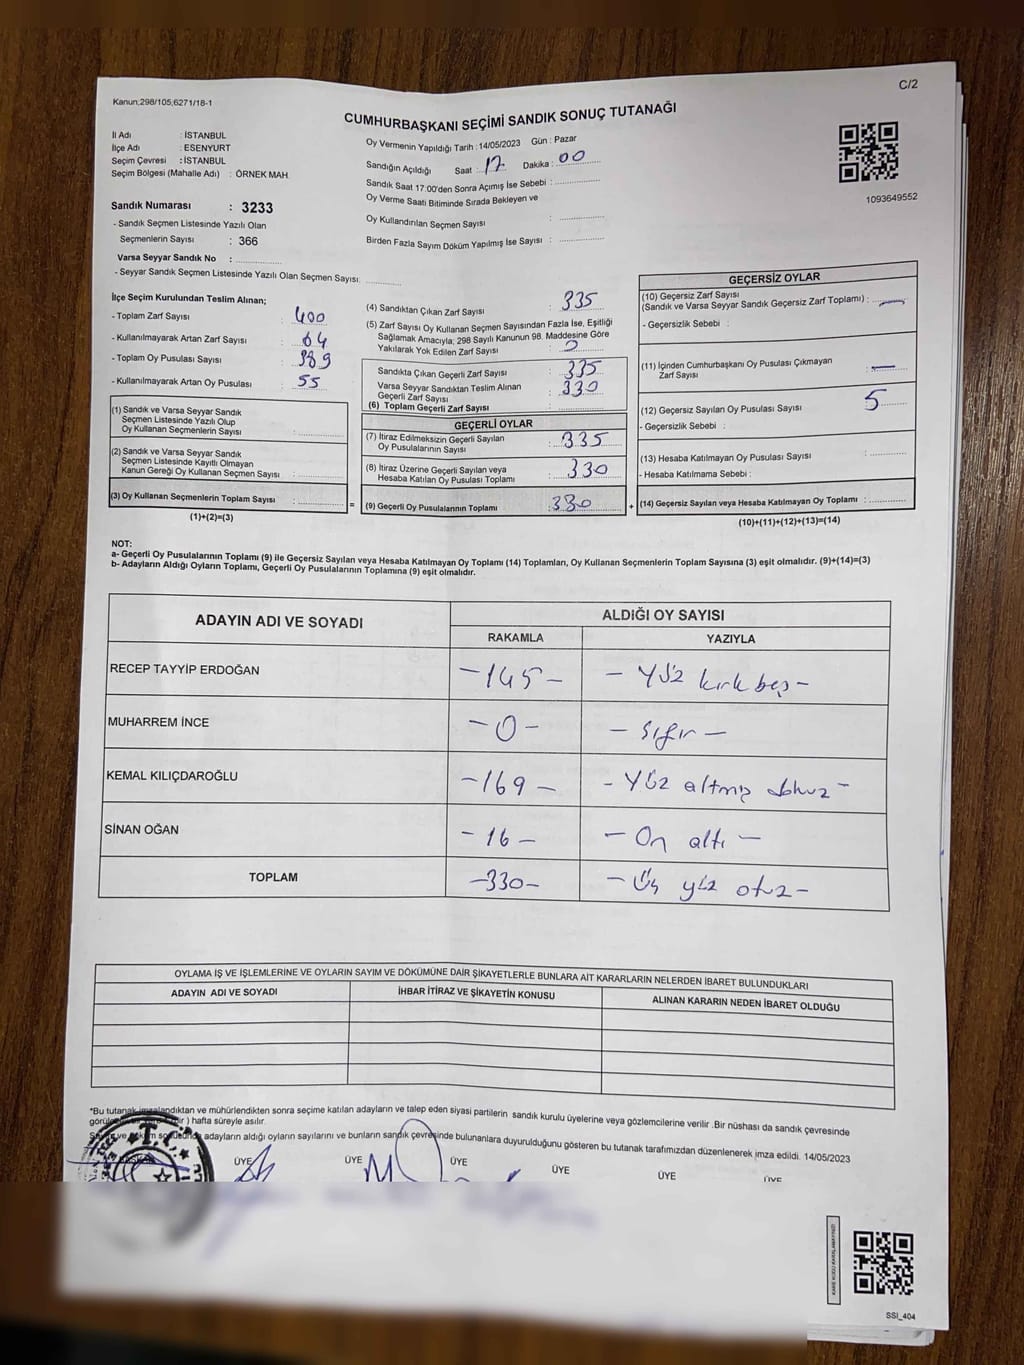 C/2
Kanun;298/105;6271/18-1
CUMHURBAŞKANI SEÇİMİ SANDIK SONUÇ TUTANAĞI
İl Adı : İSTANBUL
İlçe Adı : ESENYURT
Seçim Çevresi : İSTANBUL
Seçim Bölgesi (Mahalle Adı) : ÖRNEK MAH.
Sandık Numarası : 3233
- Sandık Seçmen Listesinde Yazılı Olan
Seçmenlerin Sayısı : 366
Varsa Seyyar Sandık No : ..............
- Seyyar Sandık Seçmen Listesinde Yazılı Olan Seçmen Sayısı: ..............
Oy Vermenin Yapıldığı Tarih : 14/05/2023 Gün : Pazar
Sandığın Açıldığı Saat : 17 Dakika : 00
Sandık Saat 17:00'den Sonra Açımış İse Sebebi : ..............
Oy Verme Saati Bitiminde Sırada Bekleyen ve
Oy Kullandırılan Seçmen Sayısı : ..............
Birden Fazla Sayım Döküm Yapılmış İse Sayısı : ..............
1093649552
İlçe Seçim Kurulundan Teslim Alınan;
- Toplam Zarf Sayısı : 400
- Kullanılmayarak Artan Zarf Sayısı : 64
- Toplam Oy Pusulası Sayısı : 389
- Kullanılmayarak Artan Oy Pusulası : 55
(1) Sandık ve Varsa Seyyar Sandık
Seçmen Listesinde Yazılı Olup
Oy Kullanan Seçmenlerin Sayısı : ..............
(2) Sandık ve Varsa Seyyar Sandık
Seçmen Listesinde Kayıtlı Olmayan
Kanun Gereği Oy Kullanan Seçmen Sayısı : ..............
(3) Oy Kullanan Seçmenlerin Toplam Sayısı : ..............
(1)+(2)=(3)
=
(4) Sandıktan Çıkan Zarf Sayısı : 335
(5) Zarf Sayısı Oy Kullanan Seçmen Sayısından Fazla İse, Eşitliği
Sağlamak Amacıyla; 298 Sayılı Kanunun 98. Maddesine Göre
Yakılarak Yok Edilen Zarf Sayısı :
Sandıkta Çıkan Geçerli Zarf Sayısı : 335
Varsa Seyyar Sandıktan Teslim Alınan
Geçerli Zarf Sayısı : 330
(6) Toplam Geçerli Zarf Sayısı : ..............
GEÇERLİ OYLAR
(7) İtiraz Edilmeksizin Geçerli Sayılan
Oy Pusulalarının Sayısı : 335
(8) İtiraz Üzerine Geçerli Sayılan veya
Hesaba Katılan Oy Pusulası Toplamı : 330
(9) Geçerli Oy Pusulalarının Toplamı : 330
+
GEÇERSİZ OYLAR
(10) Geçersiz Zarf Sayısı
(Sandık ve Varsa Seyyar Sandık Geçersiz Zarf Toplamı) : —
- Geçersizlik Sebebi :
(11) İçinden Cumhurbaşkanı Oy Pusulası Çıkmayan
Zarf Sayısı : —
(12) Geçersiz Sayılan Oy Pusulası Sayısı : 5
- Geçersizlik Sebebi :
(13) Hesaba Katılmayan Oy Pusulası Sayısı : ..............
- Hesaba Katılmama Sebebi :
(14) Geçersiz Sayılan veya Hesaba Katılmayan Oy Toplamı : ..............
(10)+(11)+(12)+(13)=(14)
NOT:
a- Geçerli Oy Pusulalarının Toplamı (9) ile Geçersiz Sayılan veya Hesaba Katılmayan Oy Toplamı (14) Toplamları, Oy Kullanan Seçmenlerin Toplam Sayısına (3) eşit olmalıdır. (9)+(14)=(3)
b- Adayların Aldığı Oyların Toplamı, Geçerli Oy Pusulalarının Toplamına (9) eşit olmalıdır.
ADAYIN ADI VE SOYADI
ALDIĞI OY SAYISI
RAKAMLA YAZIYLA
RECEP TAYYİP ERDOĞAN -145- - Yüz kırk beş -
MUHARREM İNCE -0- - Sıfır -
KEMAL KILIÇDAROĞLU -169- - Yüz altmış dokuz -
SİNAN OĞAN -16- - On altı -
TOPLAM -330- - Üç yüz otuz -
OYLAMA İŞ VE İŞLEMLERİNE VE OYLARIN SAYIM VE DÖKÜMÜNE DAİR ŞİKAYETLERLE BUNLARA AİT KARARLARIN NELERDEN İBARET BULUNDUKLARI
ADAYIN ADI VE SOYADI İHBAR İTİRAZ VE ŞİKAYETİN KONUSU ALINAN KARARIN NEDEN İBARET OLDUĞU
*Bu tutanak imzalandıktan ve mühürlendikten sonra seçime katılan adayların ve talep eden siyasi partilerin sandık kurulu üyelerine veya gözlemcilerine verilir .Bir nüshası da sandık çevresinde
) hafta süreyle asılır.
adayların aldığı oyların sayılarını ve bunların sandık çevresinde bulunanlara duyurulduğunu gösteren bu tutanak tarafımızdan düzenlenerek imza edildi. 14/05/2023
BAŞKAN ÜYE ÜYE ÜYE ÜYE ÜYE ÜYE
SSI_404